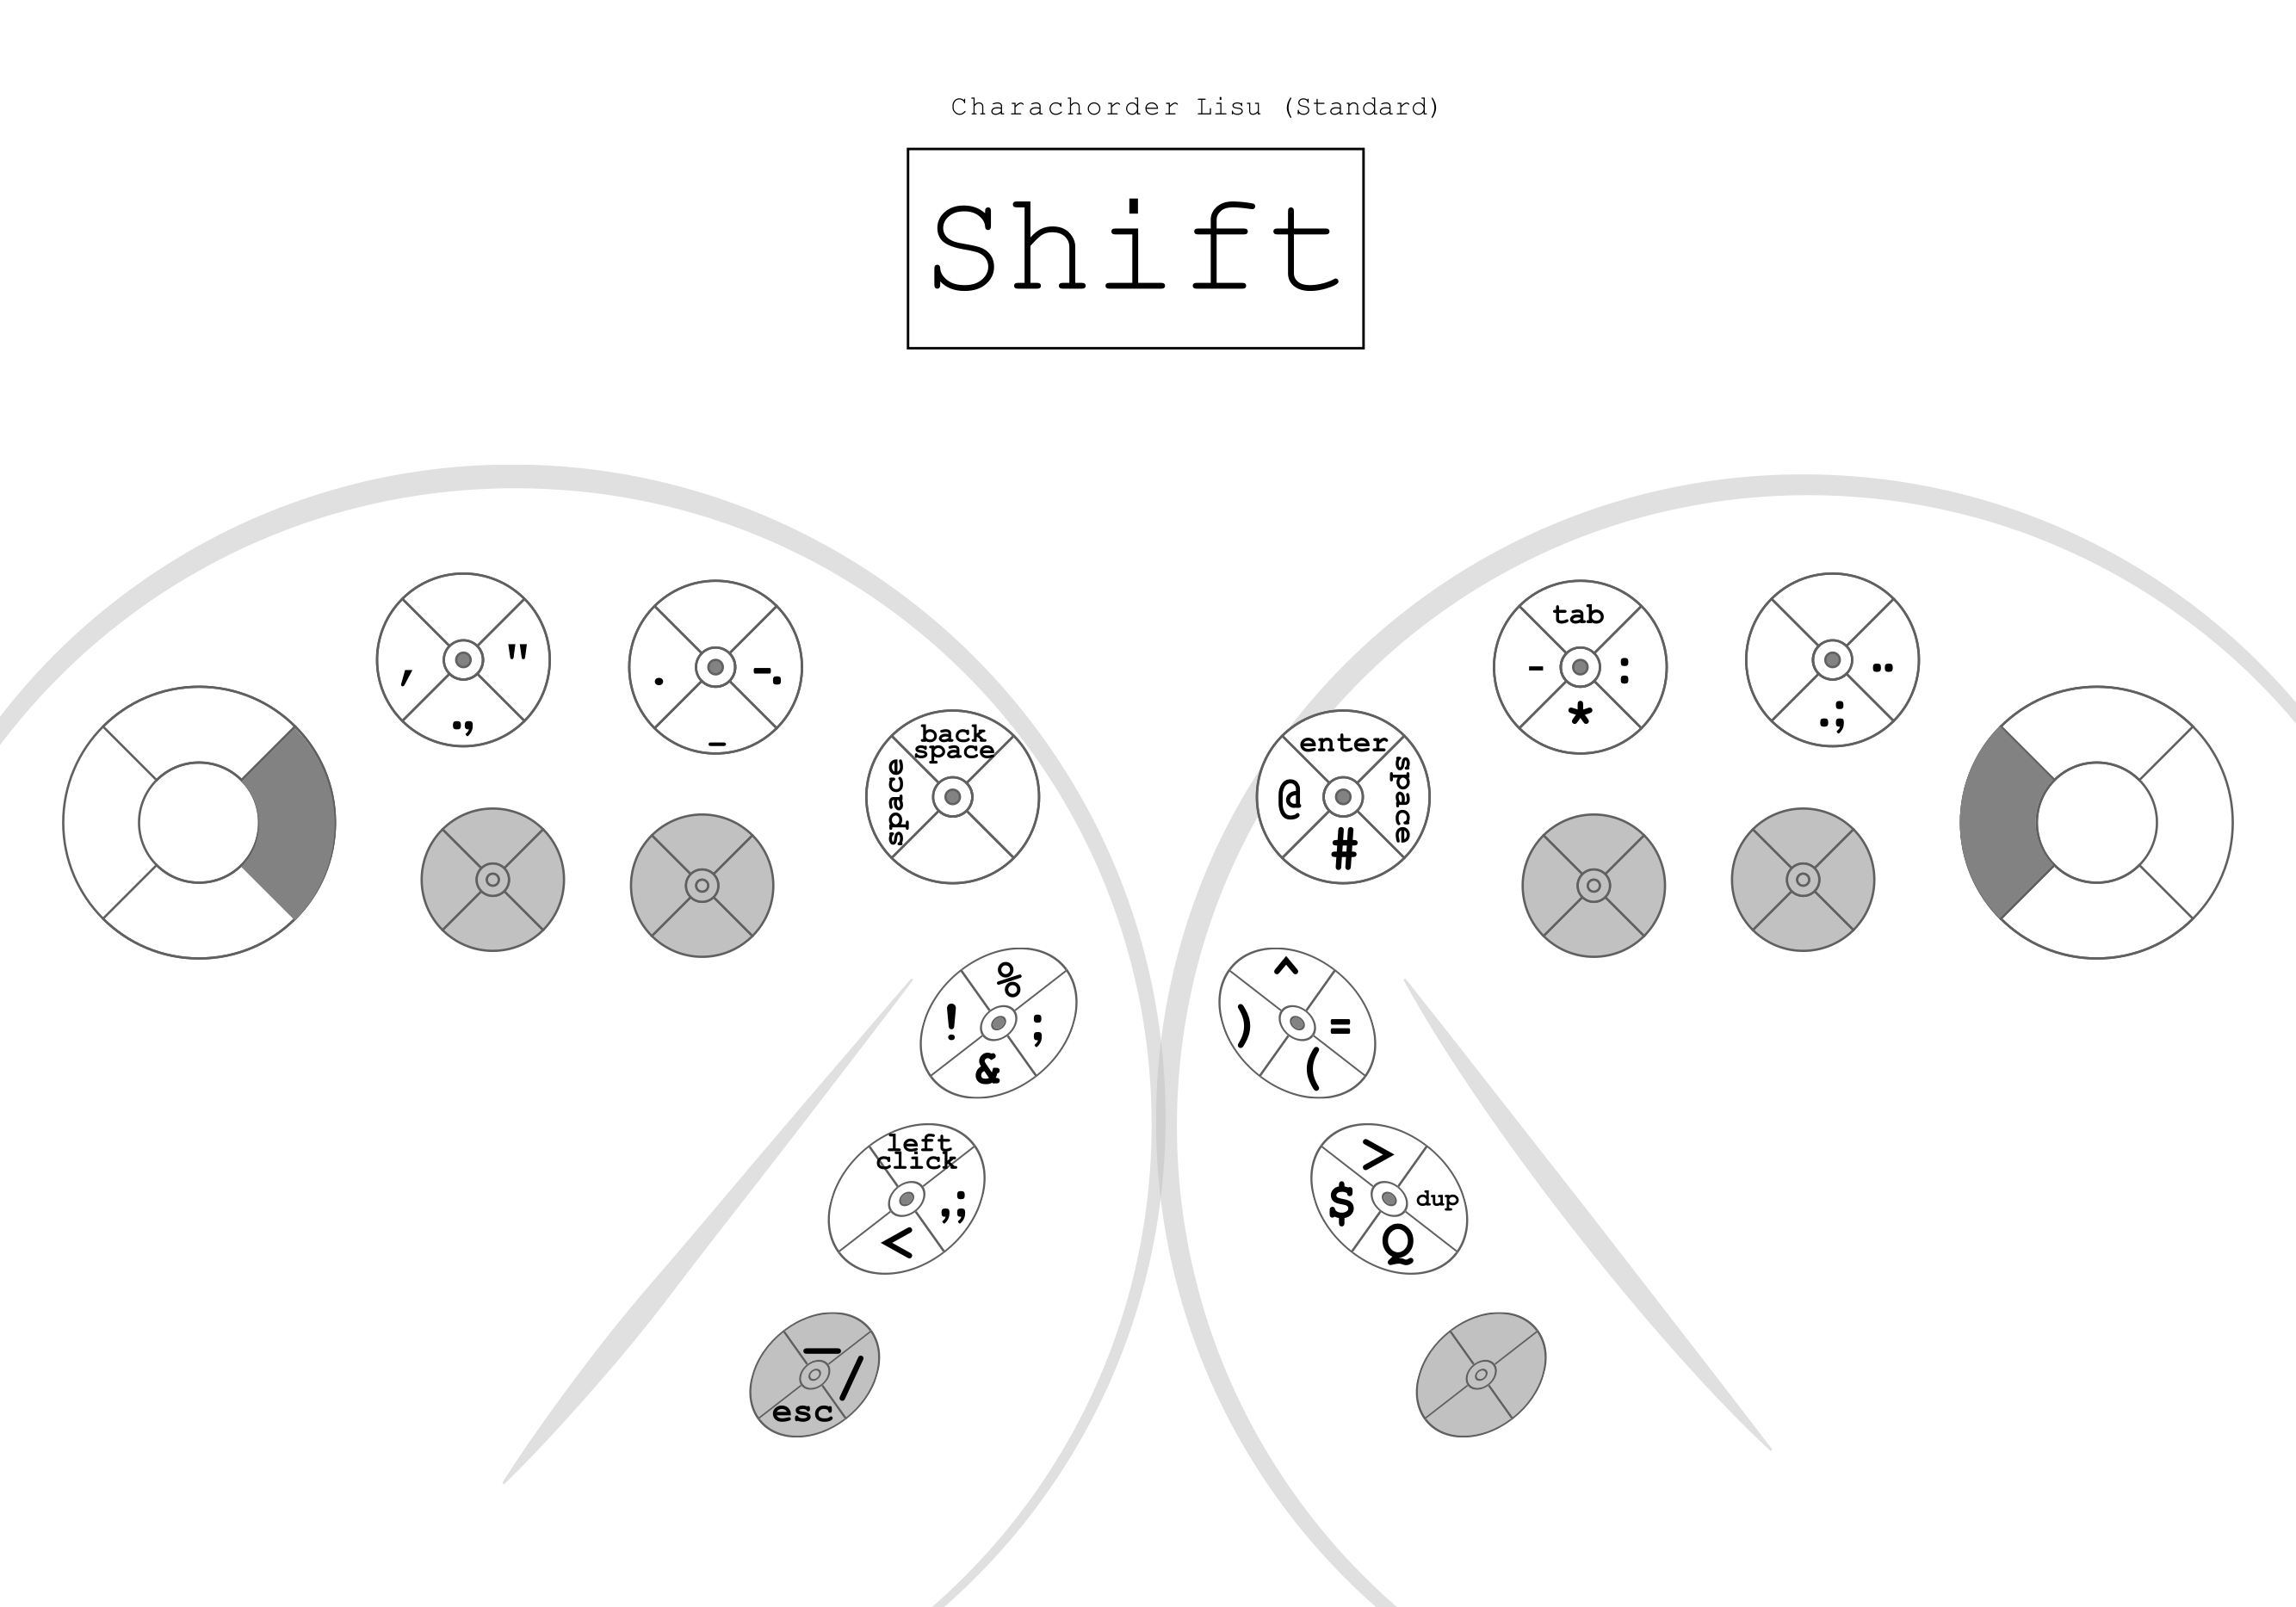 Charachorder Lisu (Standard)
Shift
′ " .,
. -. _
back
space
space
enter
@ space
#
tab
- :
*
..
.;
%
! ;
&
^
) =
(
left
click
,;
<
>
$ dup
Q
_ /
esc